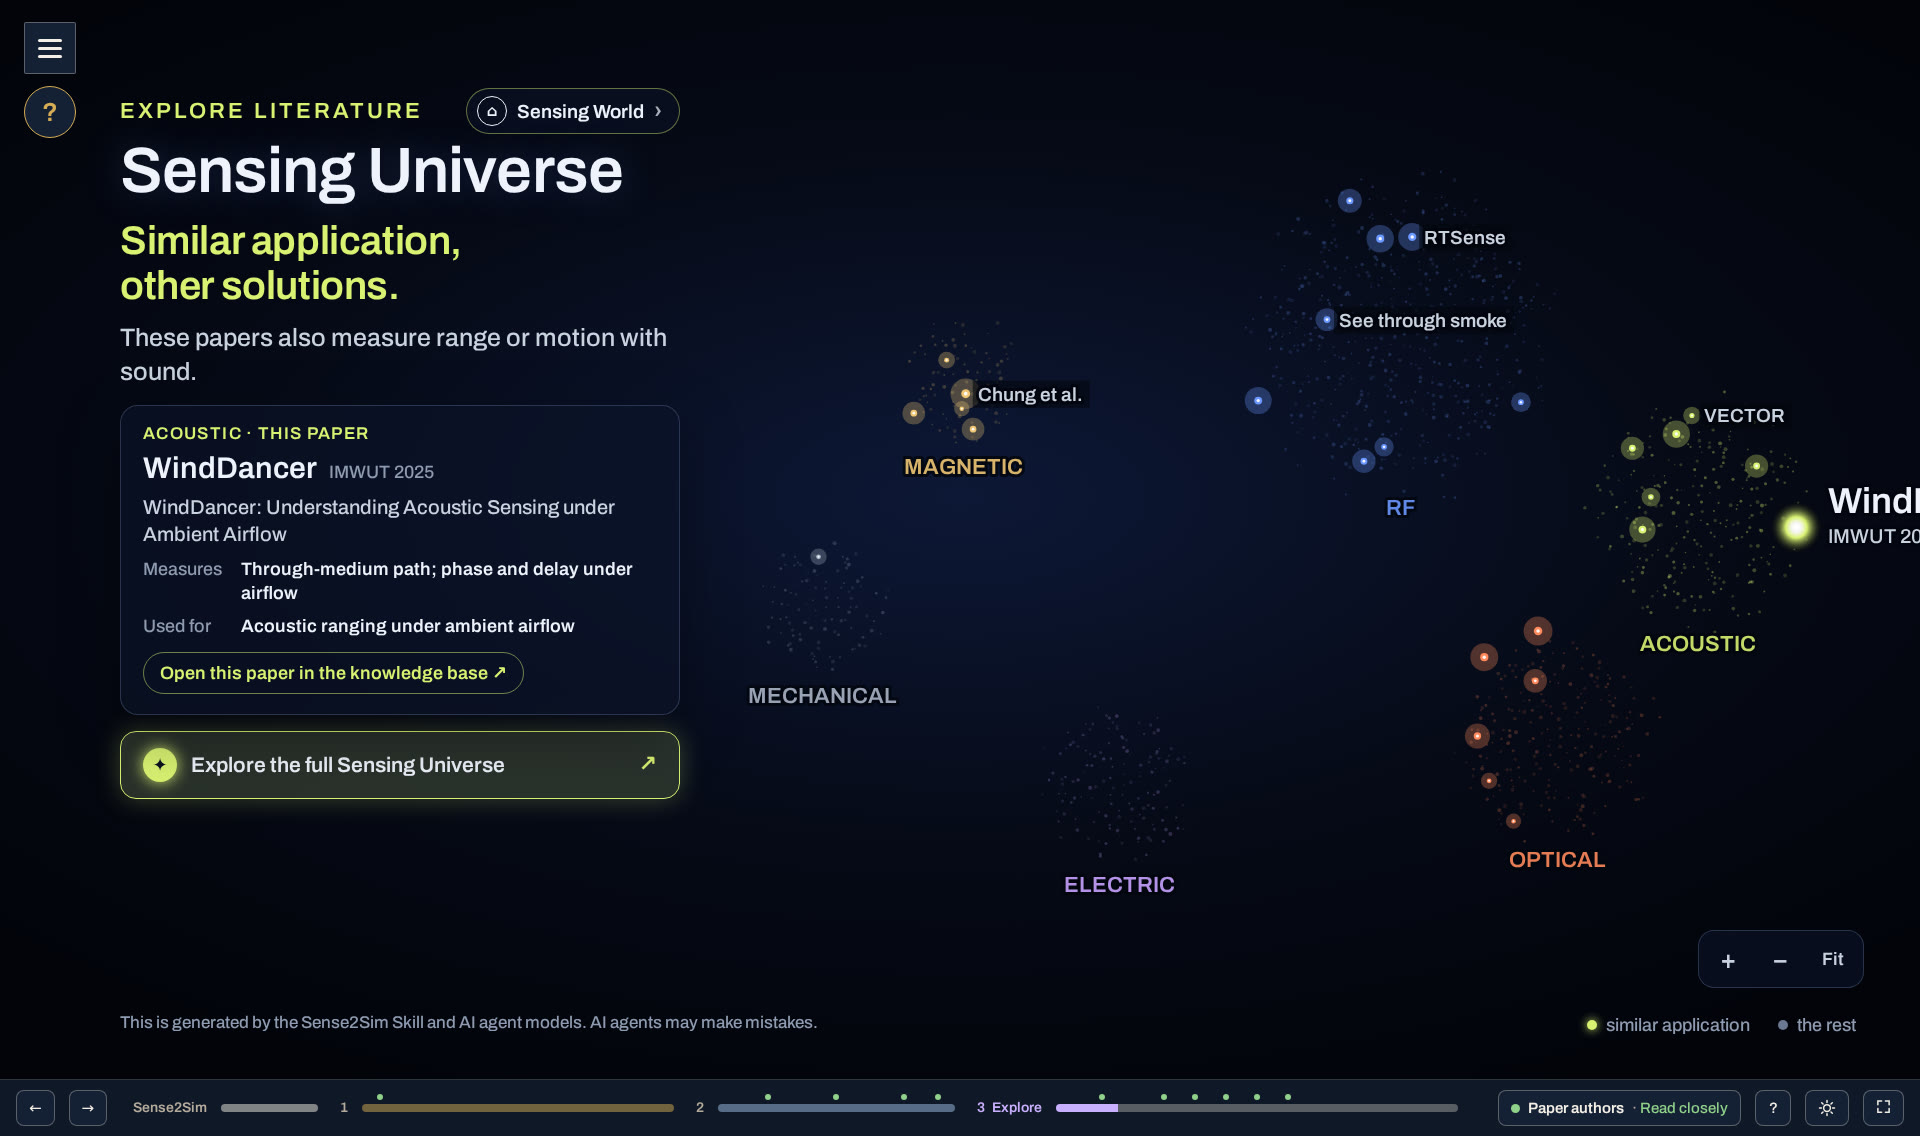 ?
EXPLORE LITERATURE
Sensing World ›
Sensing Universe
Similar application,
other solutions.
These papers also measure range or motion with
sound.
ACOUSTIC · THIS PAPER
WindDancer IMWUT 2025
WindDancer: Understanding Acoustic Sensing under
Ambient Airflow
Measures Through-medium path; phase and delay under
airflow
Used for Acoustic ranging under ambient airflow
Open this paper in the knowledge base ↗
Explore the full Sensing Universe ↗
RTSense
See through smoke
Chung et al.
MAGNETIC
RF
VECTOR
WindD
IMWUT 20
ACOUSTIC
MECHANICAL
OPTICAL
ELECTRIC
+ − Fit
This is generated by the Sense2Sim Skill and AI agent models. AI agents may make mistakes.
similar application the rest
← → Sense2Sim 1 2 3 Explore Paper authors · Read closely ?